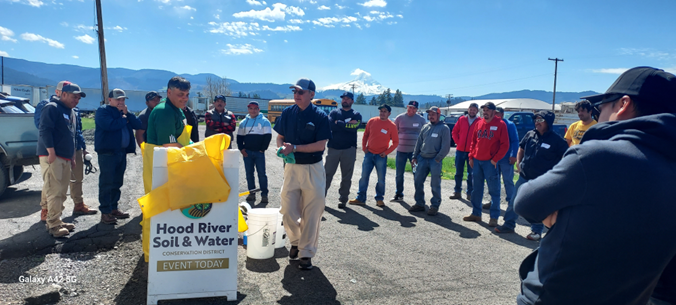 Hood River
Soil & Water
CONSERVATION DISTRICT
EVENT TODAY
Galaxy A42 5G